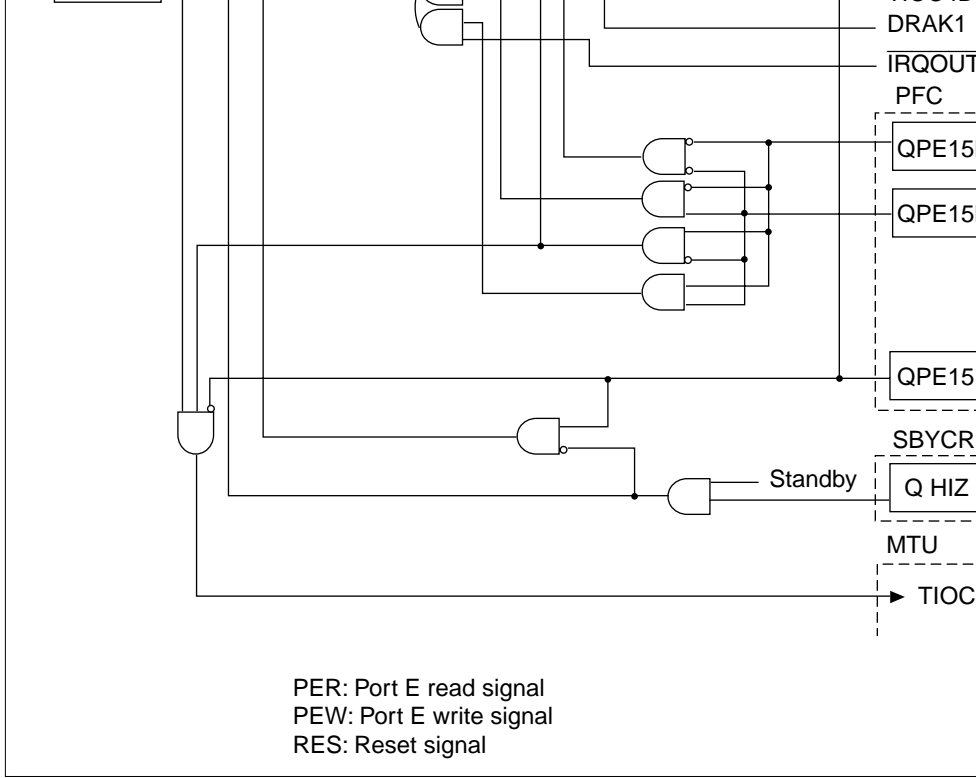 DRAK1
IRQOUT
PFC
QPE15
QPE15
QPE15
SBYCR
Standby
Q HIZ
MTU
TIOC
PER: Port E read signal
PEW: Port E write signal
RES: Reset signal